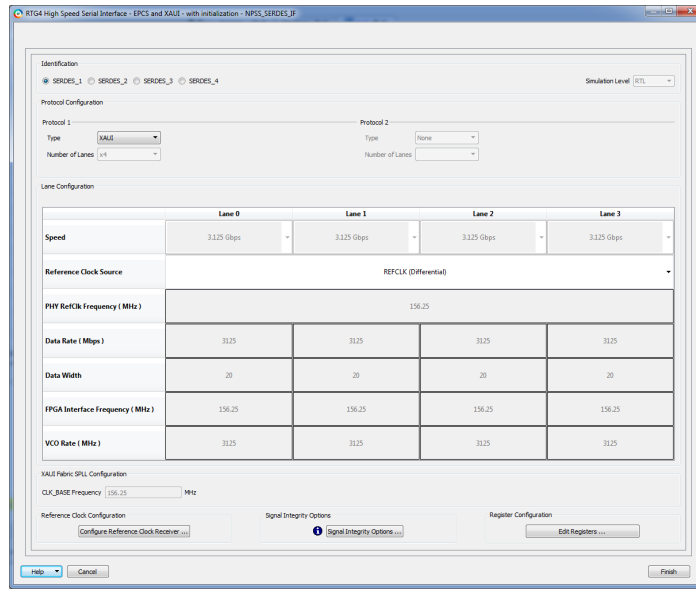 RTG4 High Speed Serial Interface - EPCS and XAUI - with initialization - NPSS_SERDES_IF
Identification
SERDES_1 SERDES_2 SERDES_3 SERDES_4 Simulation Level RTL
Protocol Configuration
Protocol 1 Protocol 2
Type XAUI Type None
Number of Lanes x4 Number of Lanes
Lane Configuration
Lane 0 Lane 1 Lane 2 Lane 3
Speed 3.125 Gbps 3.125 Gbps 3.125 Gbps 3.125 Gbps
Reference Clock Source REFCLK (Differential)
PHY RefClk Frequency ( MHz ) 156.25
Data Rate ( Mbps ) 3125 3125 3125 3125
Data Width 20 20 20 20
FPGA Interface Frequency ( MHz ) 156.25 156.25 156.25 156.25
VCO Rate ( MHz ) 3125 3125 3125 3125
XAUI Fabric SPLL Configuration
CLK_BASE Frequency 156.25 MHz
Reference Clock Configuration Signal Integrity Options Register Configuration
Configure Reference Clock Receiver ... Signal Integrity Options ... Edit Registers ...
Help Cancel Finish